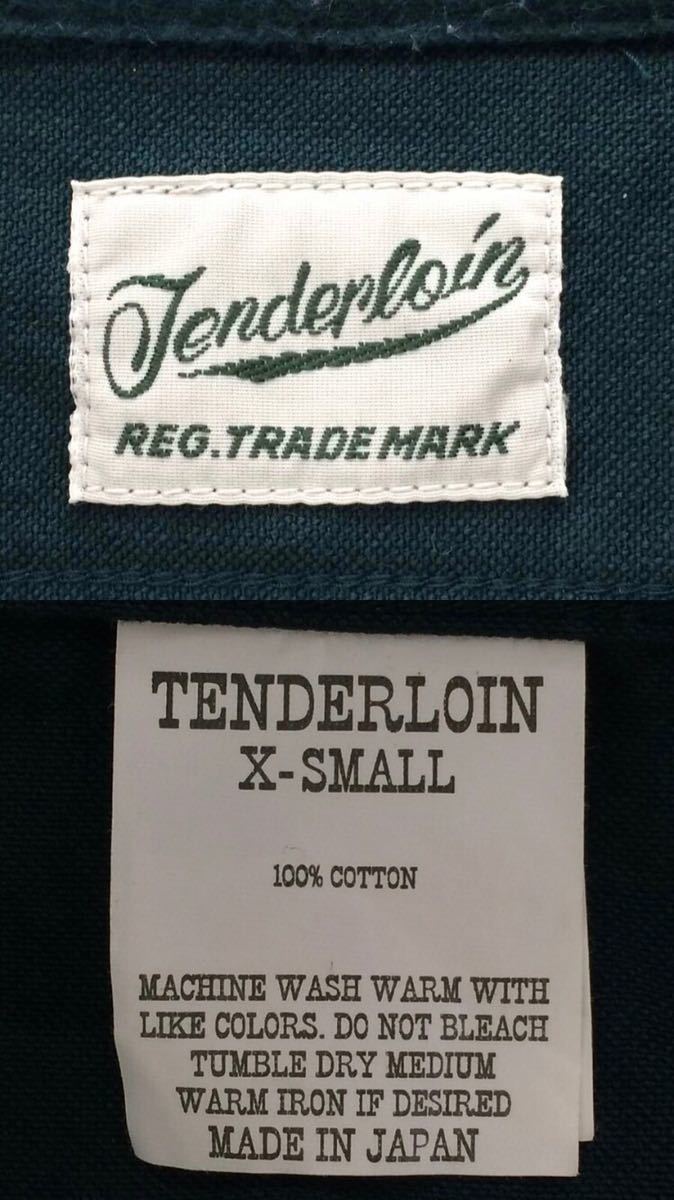 Tenderloin
REG. TRADE MARK
TENDERLOIN
X-SMALL
100% COTTON
MACHINE WASH WARM WITH
LIKE COLORS. DO NOT BLEACH
TUMBLE DRY MEDIUM
WARM IRON IF DESIRED
MADE IN JAPAN